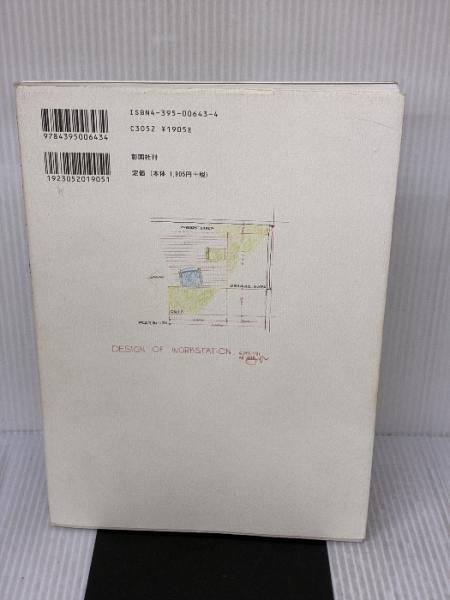 ISBN4-395-00643-4
C3052 ¥1905E
9784395006434
彰国社刊
定価（本体 1,905円+税）
1923052019051
DESIGN OF WORKSTATION